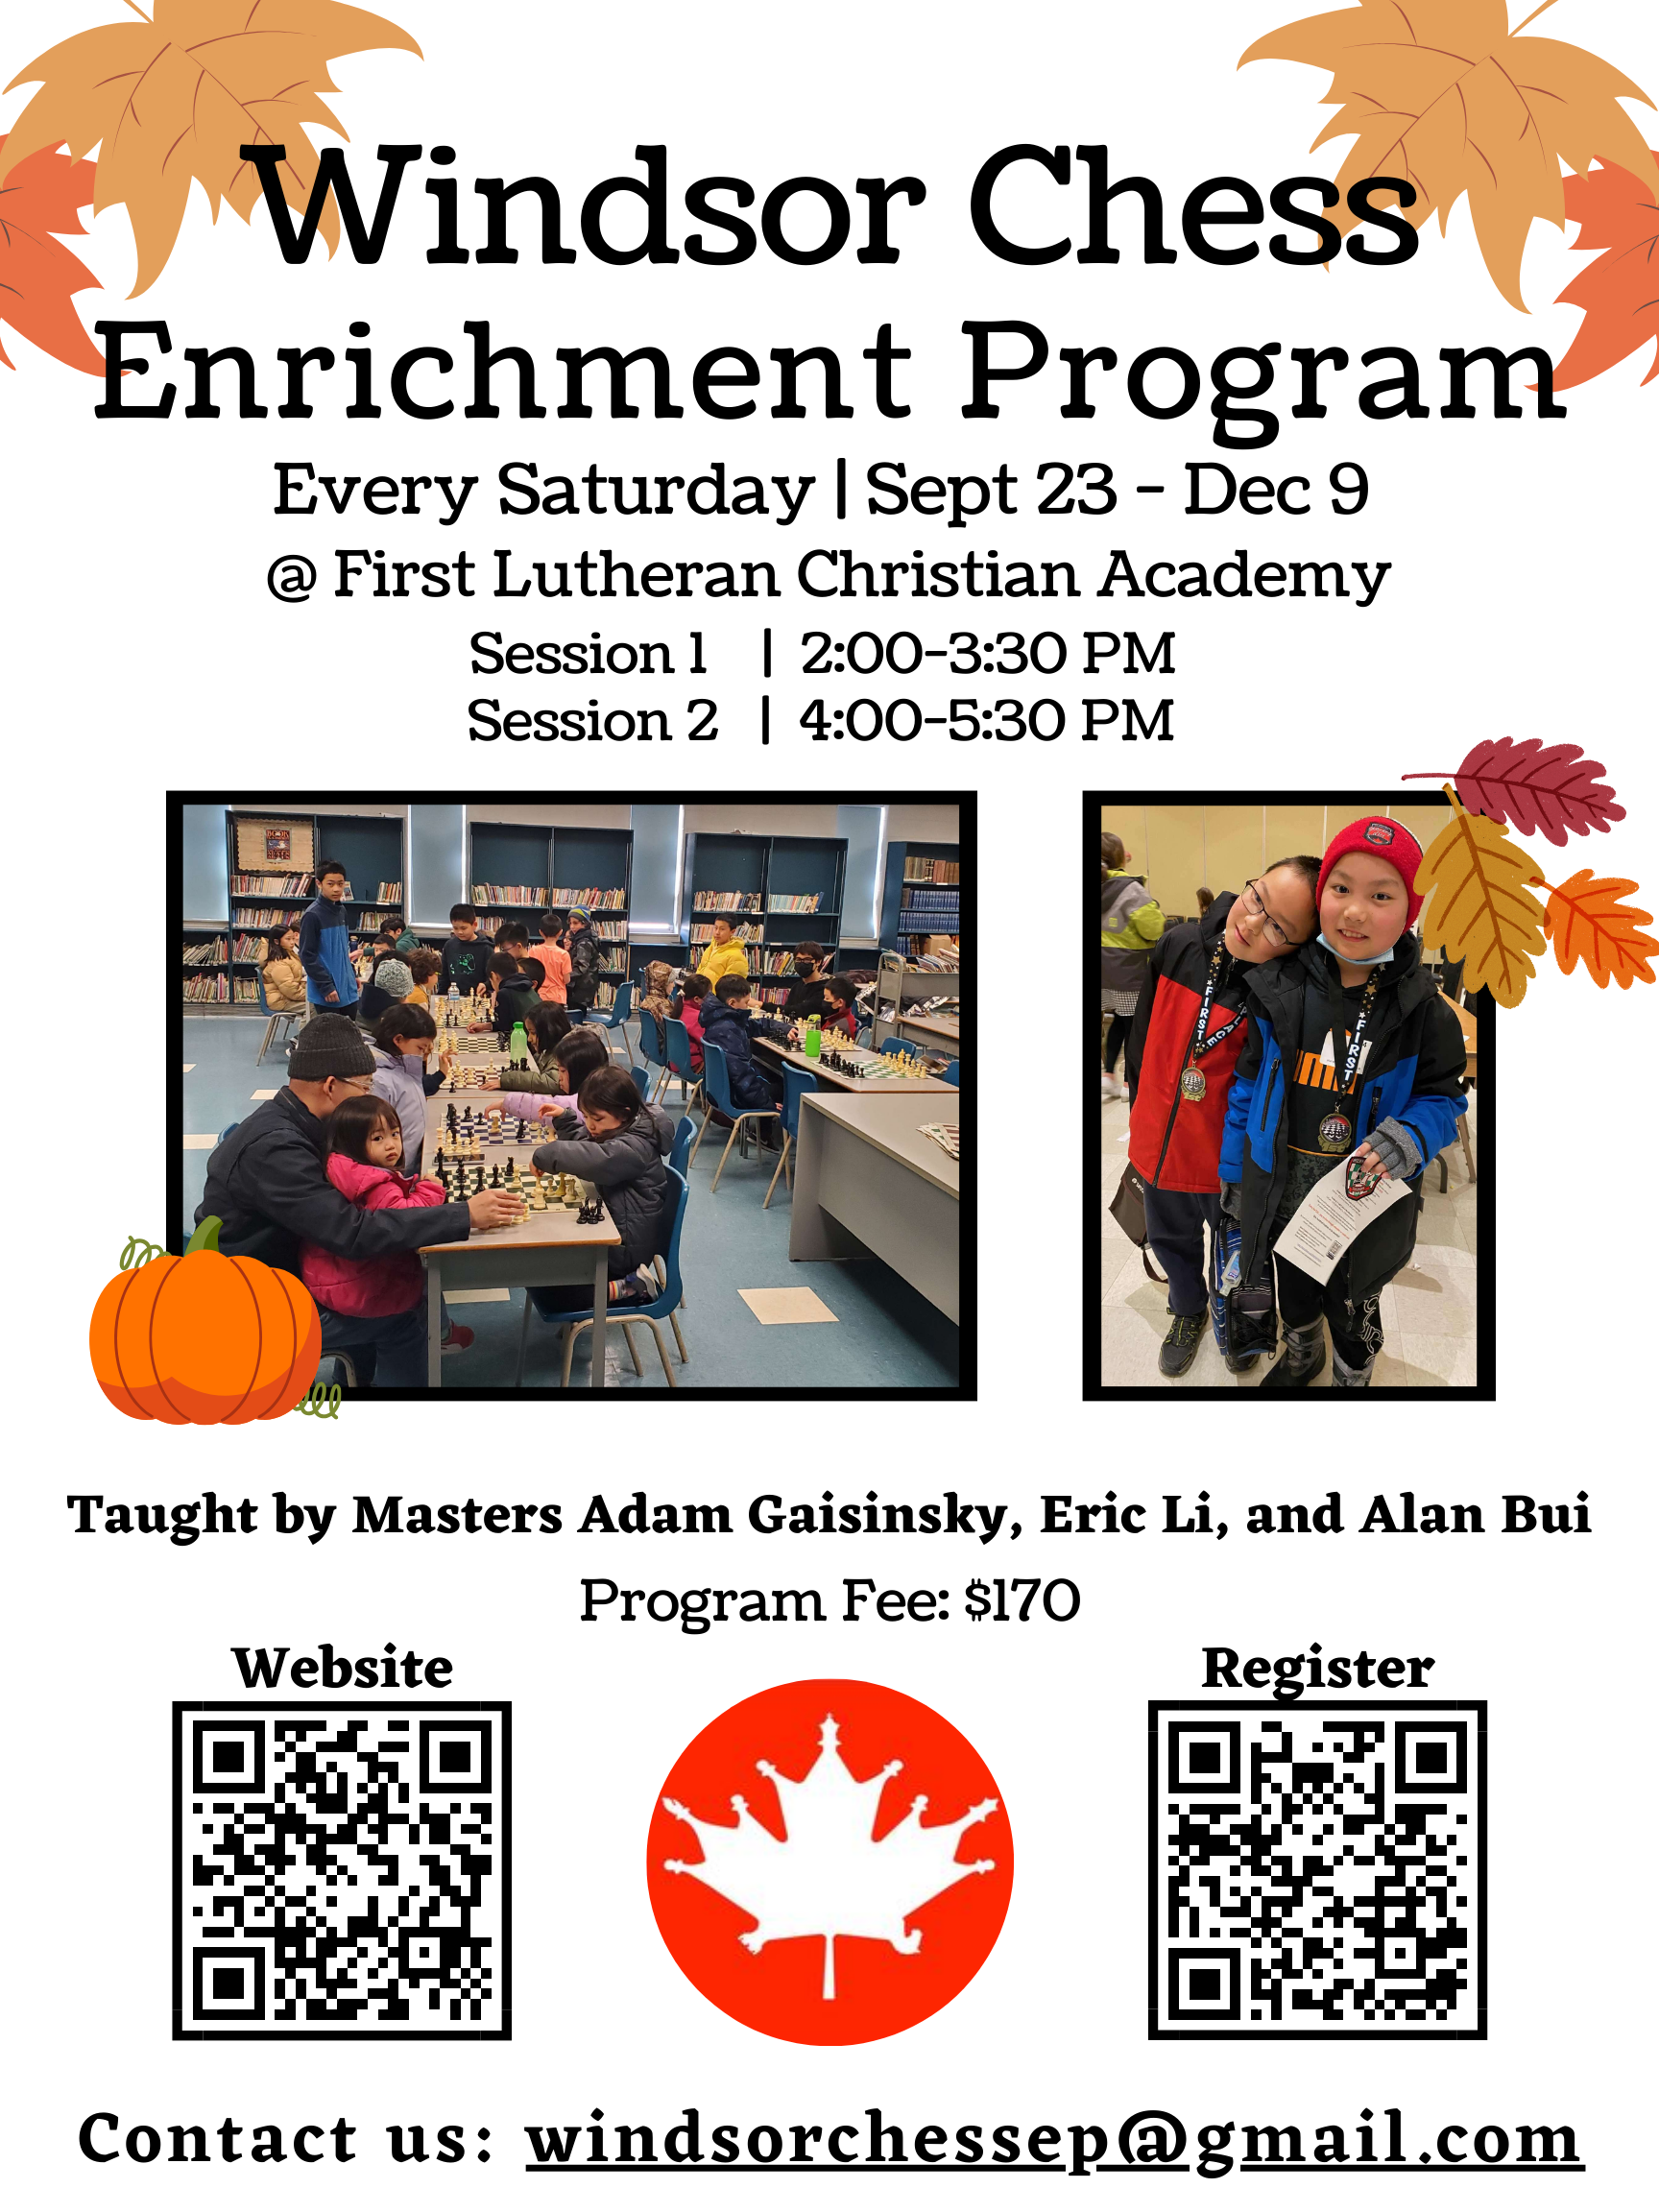 Windsor Chess
Enrichment Program
Every Saturday | Sept 23 - Dec 9
@ First Lutheran Christian Academy
Session 1 | 2:00-3:30 PM
Session 2 | 4:00-5:30 PM
FIRST
FIRST
Taught by Masters Adam Gaisinsky, Eric Li, and Alan Bui
Program Fee: $170
Website
Register
Contact us: windsorchessep@gmail.com